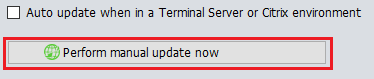 Auto update when in a Terminal Server or Citrix environment
Perform manual update now